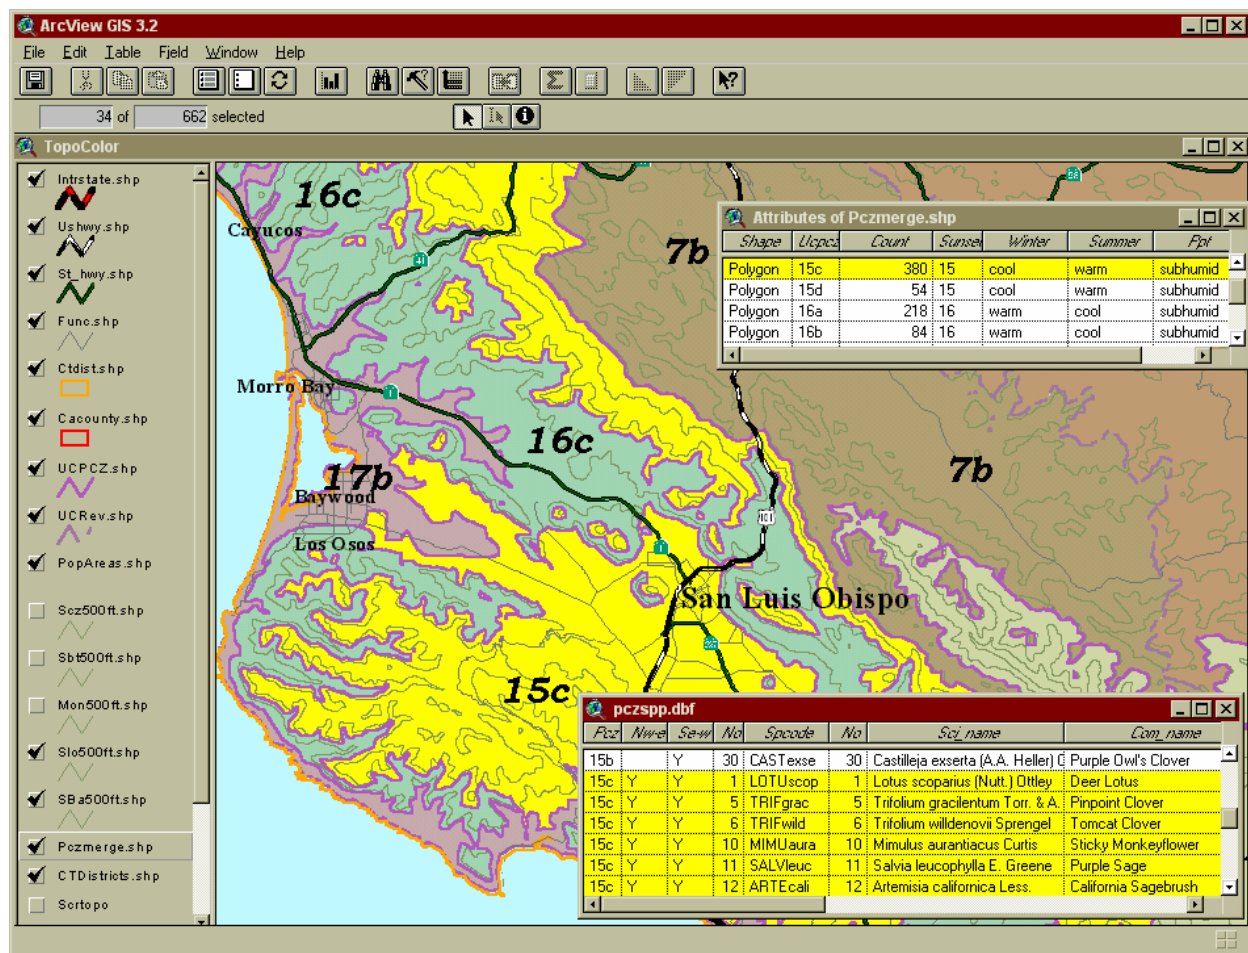 ArcView GIS 3.2
File Edit Table Field Window Help
34 of 662 selected
TopoColor
Intrstate.shp
Ushwy.shp
St_hwy.shp
Func.shp
Ctdist.shp
Cacounty.shp
UCPCZ.shp
UCRev.shp
PopAreas.shp
Scz500ft.shp
Sbt500ft.shp
Mon500ft.shp
Slo500ft.shp
SBa500ft.shp
Pczmerge.shp
CTDistricts.shp
Scrtopo
16c
Cayucos
41
7b
Morro Bay
1
16c
17b
Baywood
Los Osos
7b
101
1
San Luis Obispo
15c
Attributes of Pczmerge.shp
Shape Ucpcz Count Sunset Winter Summer Ppt
Polygon 15c 380 15 cool warm subhumid
Polygon 15d 54 15 cool warm subhumid
Polygon 16a 218 16 warm cool subhumid
Polygon 16b 84 16 warm cool subhumid
pczspp.dbf
Pcz Nw-e Se-w No Spcode No Sci_name Com_name
15b Y 30 CASTexse 30 Castilleja exserta (A.A. Heller) C Purple Owl's Clover
15c Y Y 1 LOTUscop 1 Lotus scoparius (Nutt.) Ottley Deer Lotus
15c Y Y 5 TRIFgrac 5 Trifolium gracilentum Torr. & A. Pinpoint Clover
15c Y Y 6 TRIFwild 6 Trifolium willdenovii Sprengel Tomcat Clover
15c Y Y 10 MIMUaura 10 Mimulus aurantiacus Curtis Sticky Monkeyflower
15c Y Y 11 SALVleuc 11 Salvia leucophylla E. Greene Purple Sage
15c Y Y 12 ARTEcali 12 Artemisia californica Less. California Sagebrush